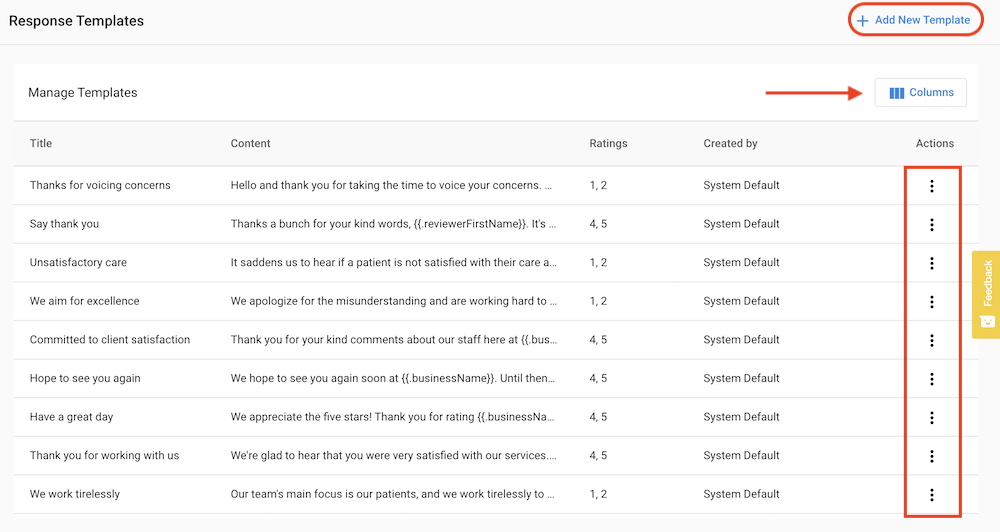 Response Templates
+ Add New Template
Manage Templates
Columns
Title Content Ratings Created by Actions
Thanks for voicing concerns Hello and thank you for taking the time to voice your concerns. ... 1, 2 System Default
Say thank you Thanks a bunch for your kind words, {{.reviewerFirstName}}. It's ... 4, 5 System Default
Unsatisfactory care It saddens us to hear if a patient is not satisfied with their care a... 1, 2 System Default
We aim for excellence We apologize for the misunderstanding and are working hard to ... 1, 2 System Default
Committed to client satisfaction Thank you for your kind comments about our staff here at {{.bus... 4, 5 System Default
Hope to see you again We hope to see you again soon at {{.businessName}}. Until then... 4, 5 System Default
Have a great day We appreciate the five stars! Thank you for rating {{.businessNa... 4, 5 System Default
Thank you for working with us We're glad to hear that you were very satisfied with our services.... 4, 5 System Default
We work tirelessly Our team's main focus is our patients, and we work tirelessly to ... 1, 2 System Default
Feedback